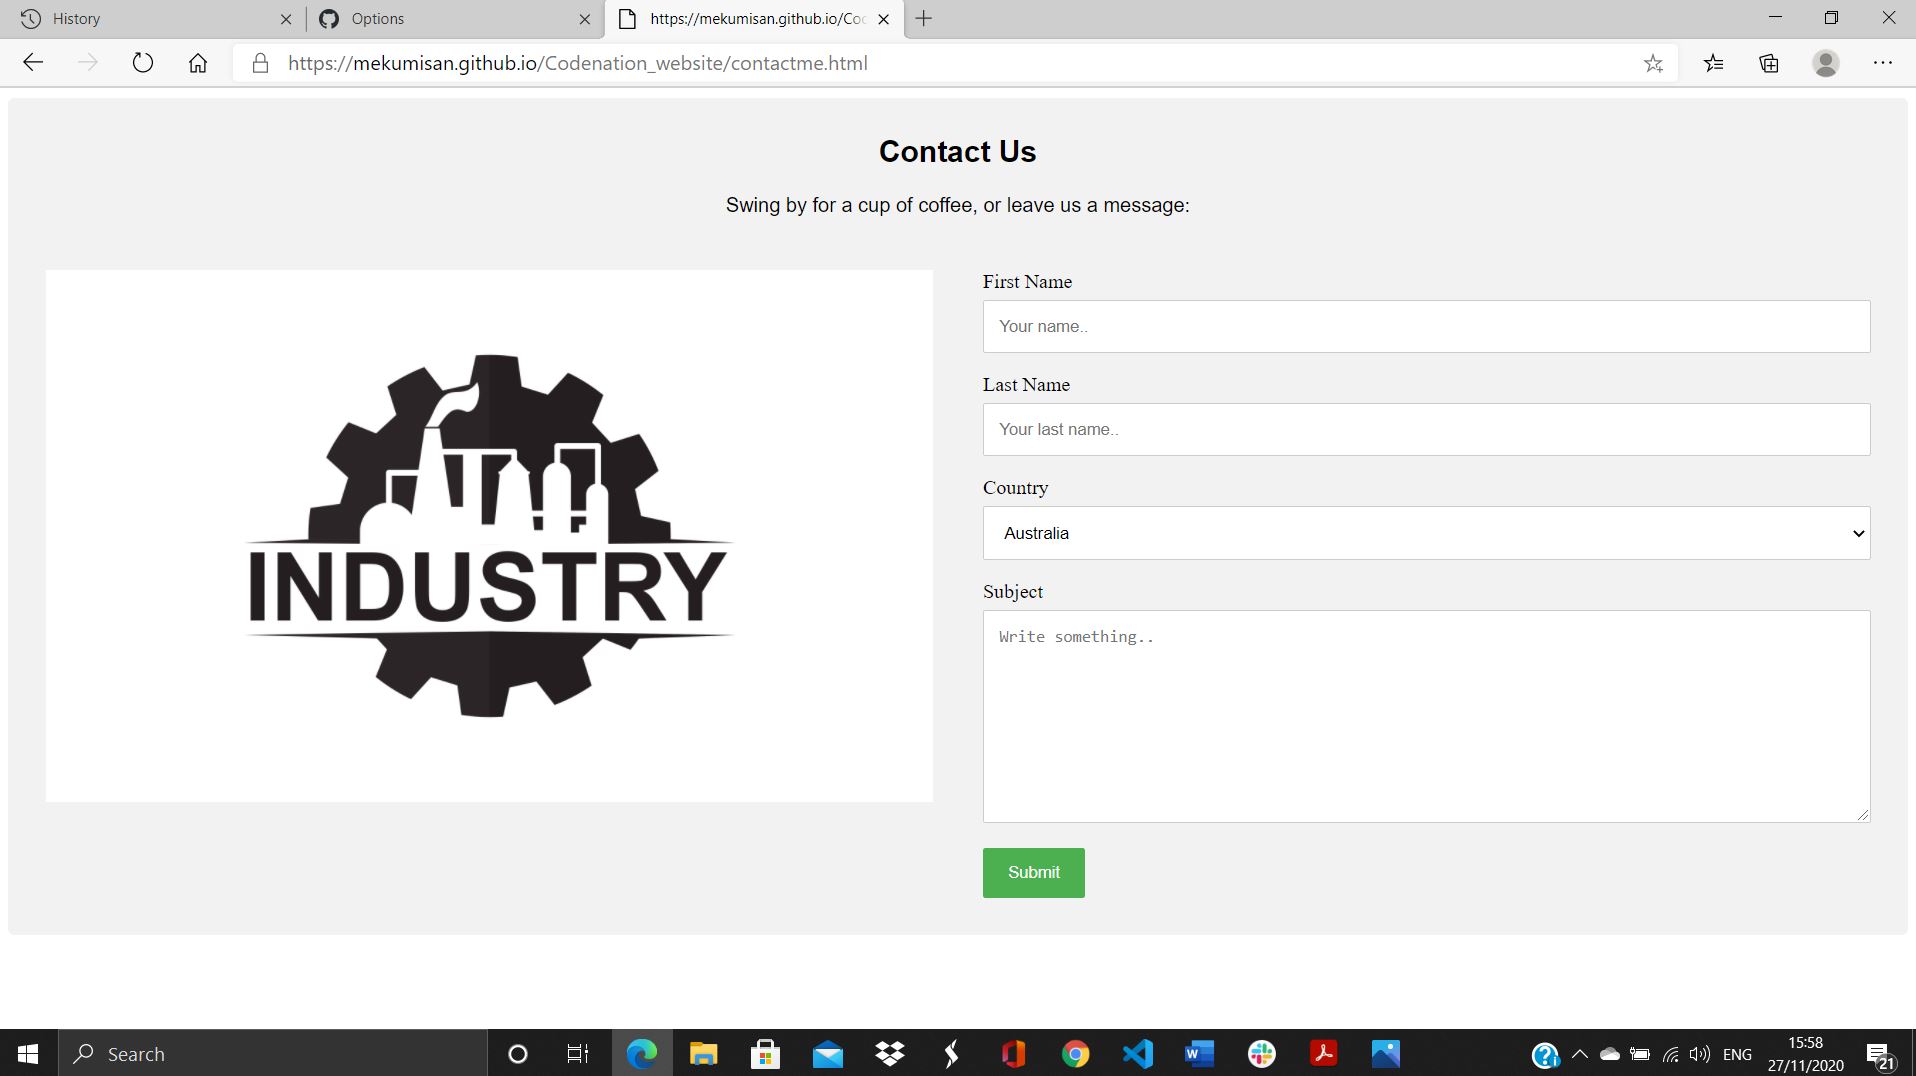 History
Options
https://mekumisan.github.io/Coc
https://mekumisan.github.io/Codenation_website/contactme.html
Contact Us
Swing by for a cup of coffee, or leave us a message:
INDUSTRY
First Name
Your name..
Last Name
Your last name..
Country
Australia
Subject
Write something..
Submit
Search
ENG
15:58
27/11/2020
21